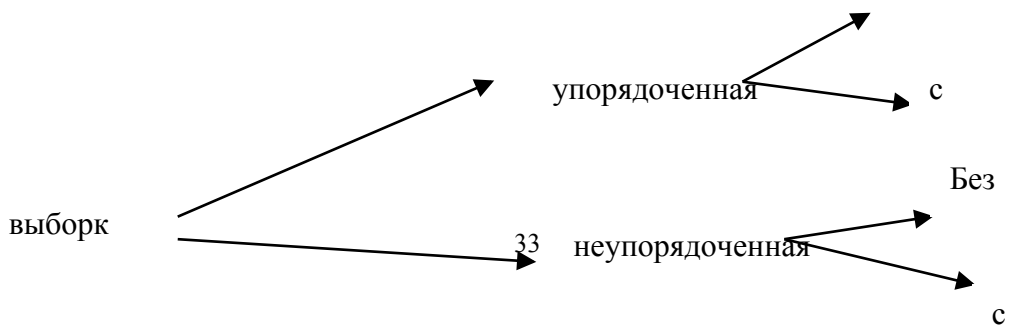 упорядоченная
с
Без
выборк
33
неупорядоченная
с